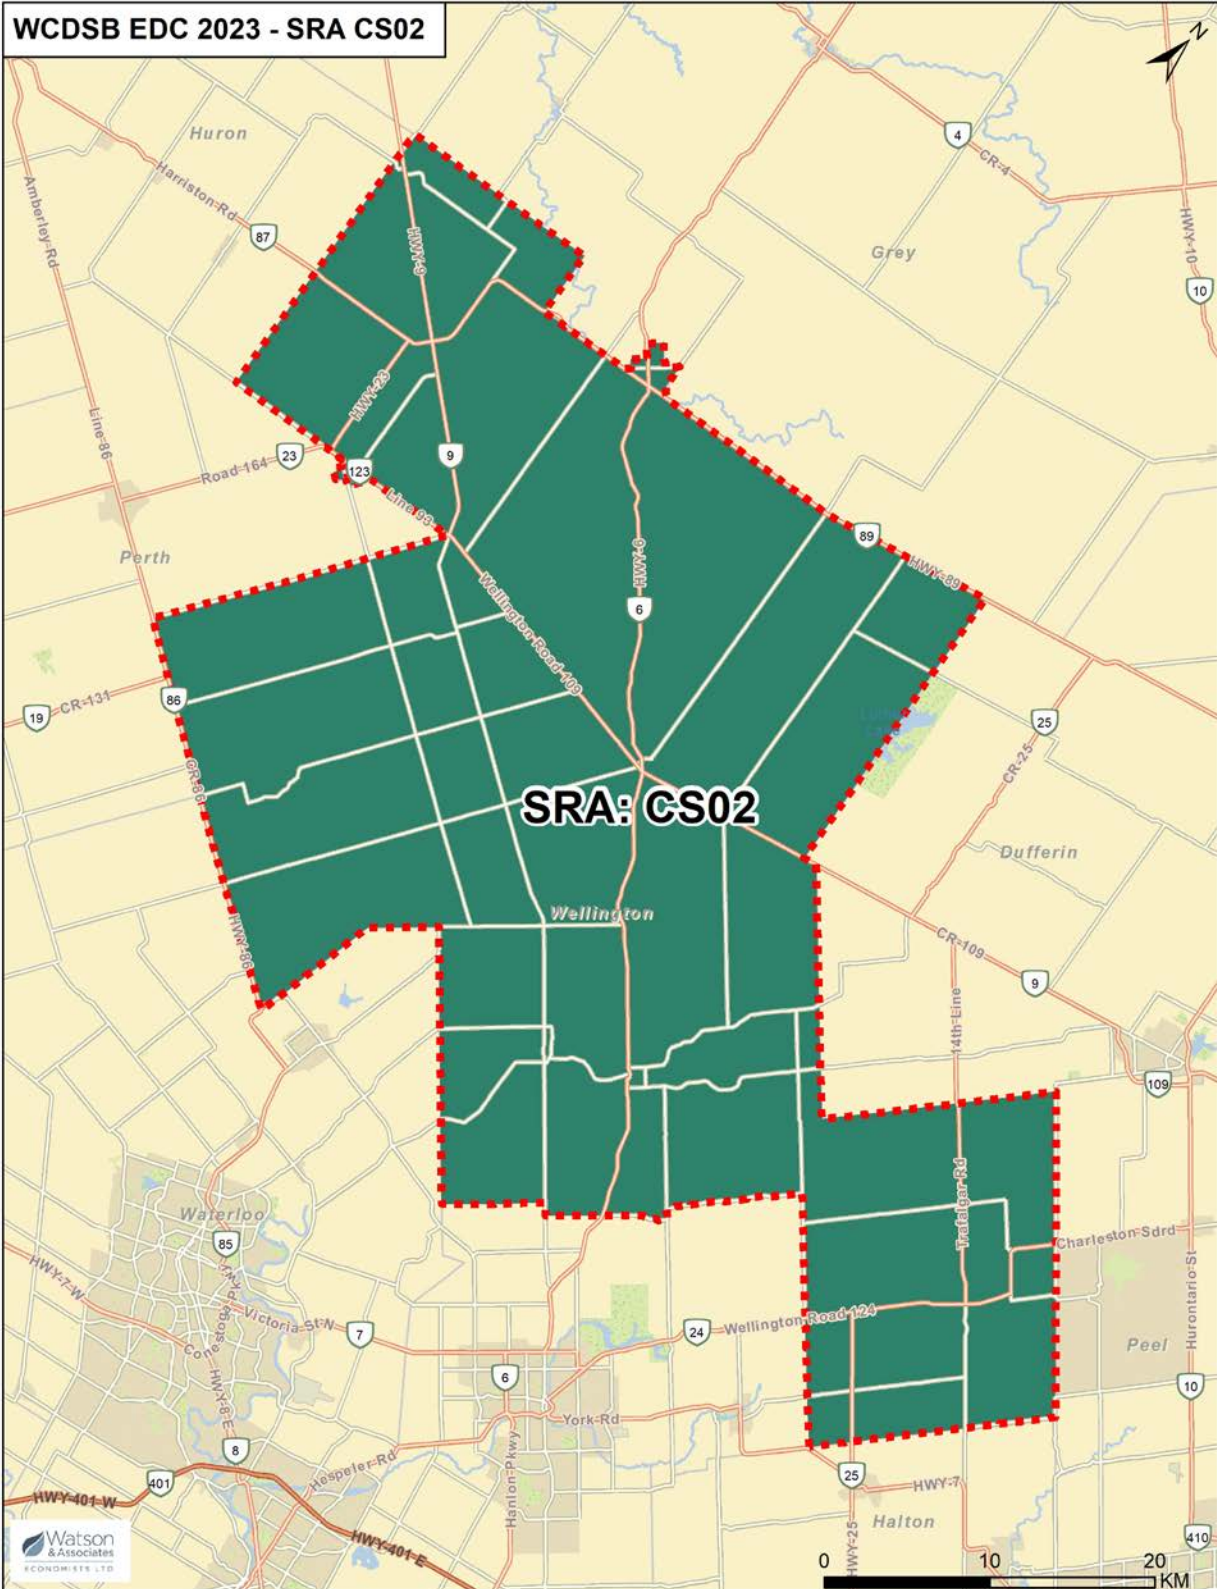 WCDSB EDC 2023 - SRA CS02
N
Huron
Harriston Rd
Amberley Rd
87
HWY-9
4
CR-4
Grey
HWY-10
10
HWY-23
Line 86
Road 164
23
123
9
Line 93
Perth
HWY-6
6
89
HWY-89
Wellington Road 109
19
CR-131
86
CR-86
25
CR-25
SRA: CS02
Dufferin
Wellington
HWY-86
CR-109
9
14th Line
109
Waterloo
85
Trafalgar Rd
Charleston Sdrd
Hurontario St
HWY-7 W
Conestoga Pkwy
Victoria St N
7
24
Wellington Road 124
Peel
6
10
HWY-8 E
York Rd
8
Hespeler Rd
Hanlon Pkwy
401
HWY-401 W
HWY-401 E
25
HWY-7
HWY-25
Halton
410
Watson
& Associates
ECONOMISTS LTD
0 10 20
KM